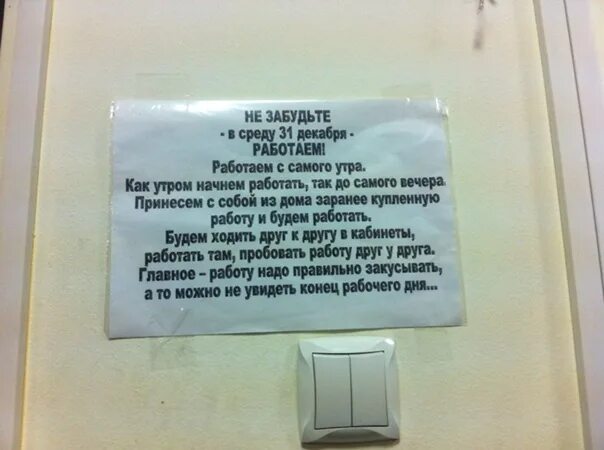 НЕ ЗАБУДЬТЕ
- в среду 31 декабря -
РАБОТАЕМ!
Работаем с самого утра.
Как утром начнем работать, так до самого вечера.
Принесем с собой из дома заранее купленную
работу и будем работать.
Будем ходить друг к другу в кабинеты,
работать там, пробовать работу друг у друга.
Главное – работу надо правильно закусывать,
а то можно не увидеть конец рабочего дня...